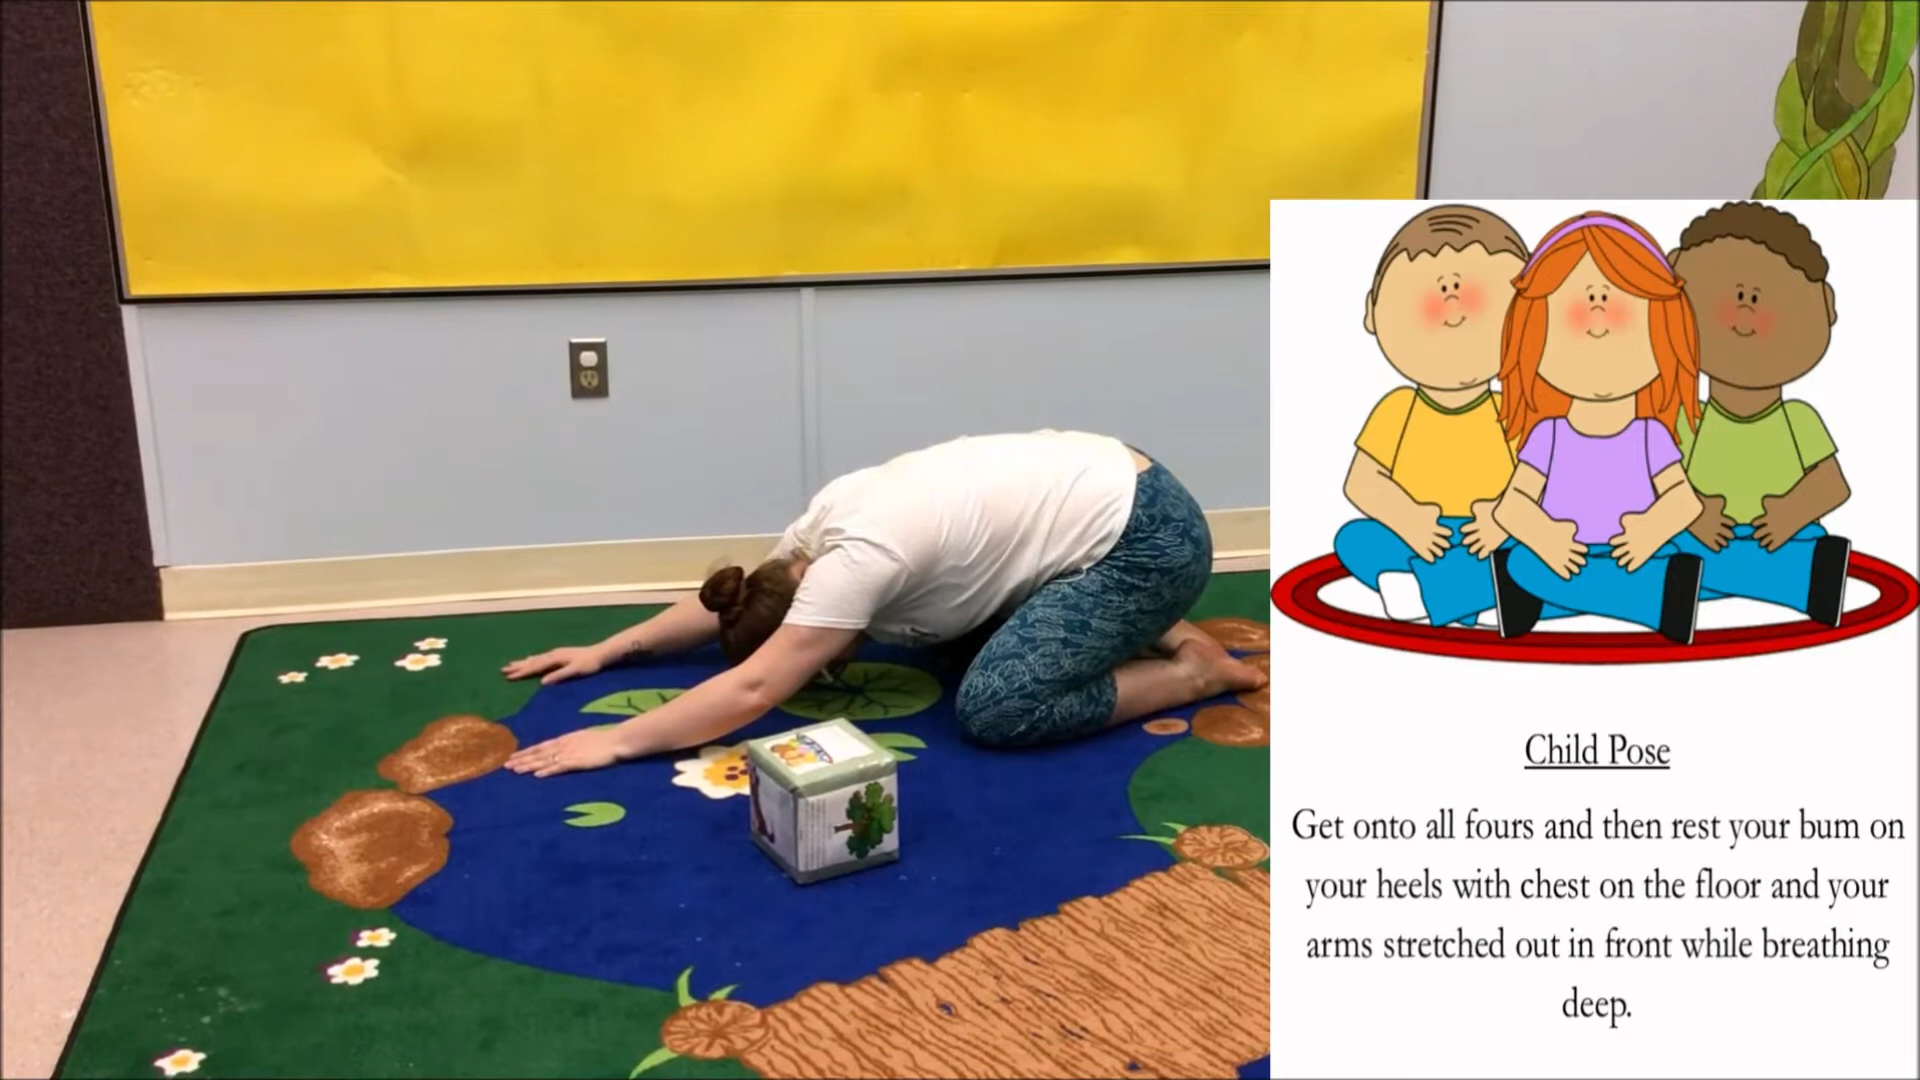 Child Pose
Get onto all fours and then rest your bum on
your heels with chest on the floor and your
arms stretched out in front while breathing
deep.